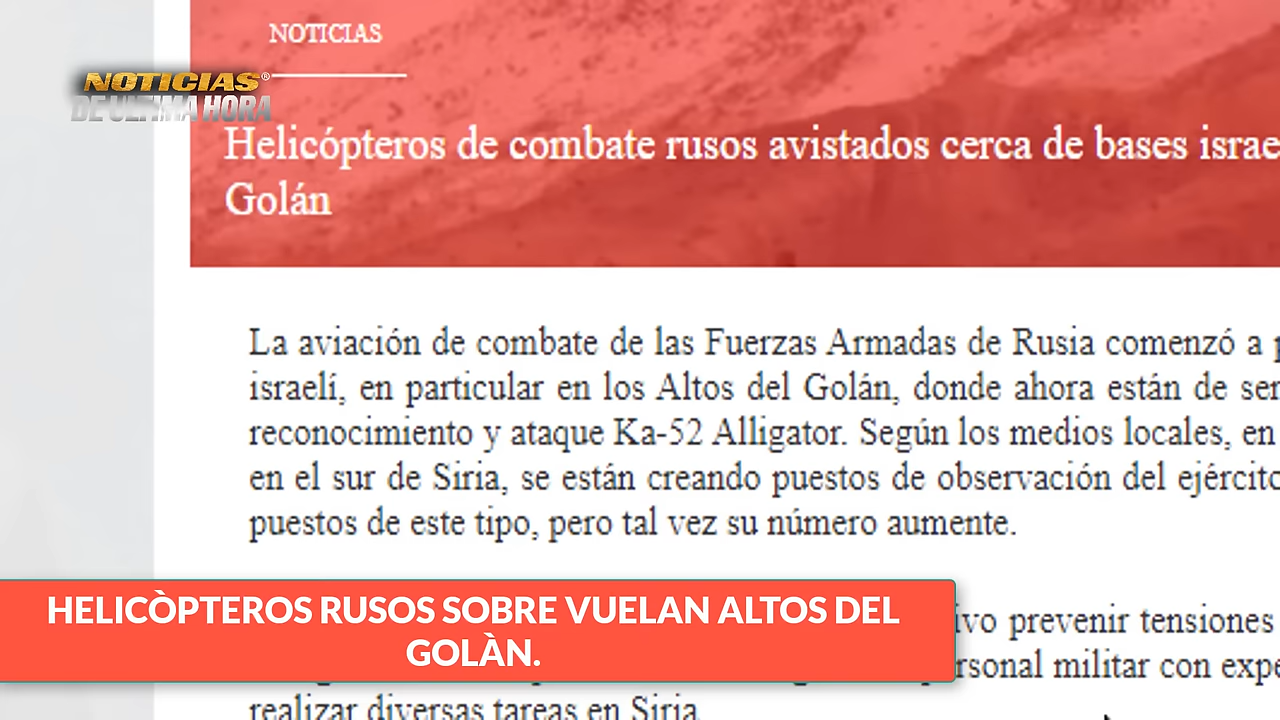 NOTICIAS
NOTICIAS®
DE ULTIMA HORA
Helicópteros de combate rusos avistados cerca de bases israe
Golán
La aviación de combate de las Fuerzas Armadas de Rusia comenzó a p
israelí, en particular en los Altos del Golán, donde ahora están de ser
reconocimiento y ataque Ka-52 Alligator. Según los medios locales, en
en el sur de Siria, se están creando puestos de observación del ejército
puestos de este tipo, pero tal vez su número aumente.
HELICÒPTEROS RUSOS SOBRE VUELAN ALTOS DEL
GOLÀN.
ivo prevenir tensiones
rsonal militar con expe
realizar diversas tareas en Siria